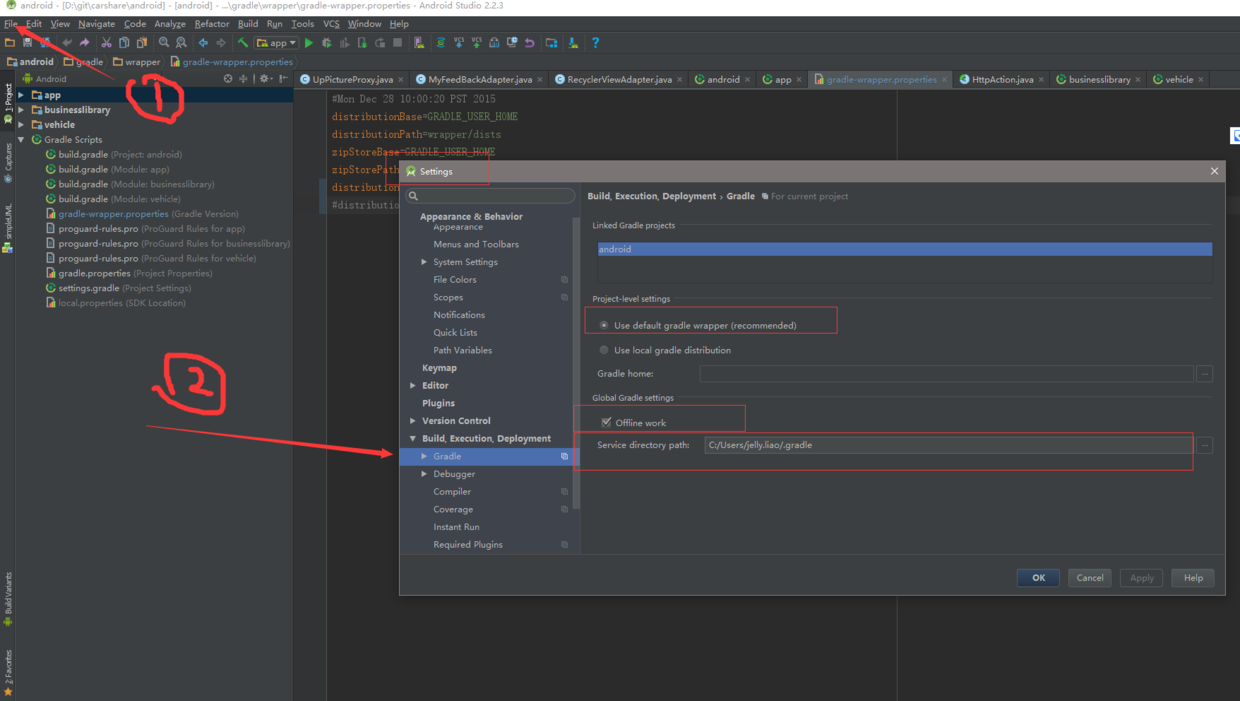 android - [D:\git\carshare\android] - [android] - ...\gradle\wrapper\gradle-wrapper.properties - Android Studio 2.2.3
File Edit View Navigate Code Analyze Refactor Build Run Tools VCS Window Help
app
android gradle wrapper gradle-wrapper.properties
Android
UpPictureProxy.java MyFeedBackAdapter.java RecyclerViewAdapter.java android app gradle-wrapper.properties HttpAction.java businesslibrary vehicle
1: Project
Captures
simpleUML
Build Variants
2: Favorites
app
businesslibrary
vehicle
Gradle Scripts
build.gradle (Project: android)
build.gradle (Module: app)
build.gradle (Module: businesslibrary)
build.gradle (Module: vehicle)
gradle-wrapper.properties (Gradle Version)
proguard-rules.pro (ProGuard Rules for app)
proguard-rules.pro (ProGuard Rules for businesslibrary)
proguard-rules.pro (ProGuard Rules for vehicle)
gradle.properties (Project Properties)
settings.gradle (Project Settings)
local.properties (SDK Location)
1
2
#Mon Dec 28 10:00:20 PST 2015
distributionBase=GRADLE_USER_HOME
distributionPath=wrapper/dists
zipStoreBase=GRADLE_USER_HOME
zipStorePath
distribution
#distributio
Settings
Appearance & Behavior
Appearance
Menus and Toolbars
System Settings
File Colors
Scopes
Notifications
Quick Lists
Path Variables
Keymap
Editor
Plugins
Version Control
Build, Execution, Deployment
Gradle
Debugger
Compiler
Coverage
Instant Run
Required Plugins
Build, Execution, Deployment › Gradle For current project
Linked Gradle projects
android
Project-level settings
Use default gradle wrapper (recommended)
Use local gradle distribution
Gradle home:
Global Gradle settings
Offline work
Service directory path: C:/Users/jelly.liao/.gradle
OK Cancel Apply Help